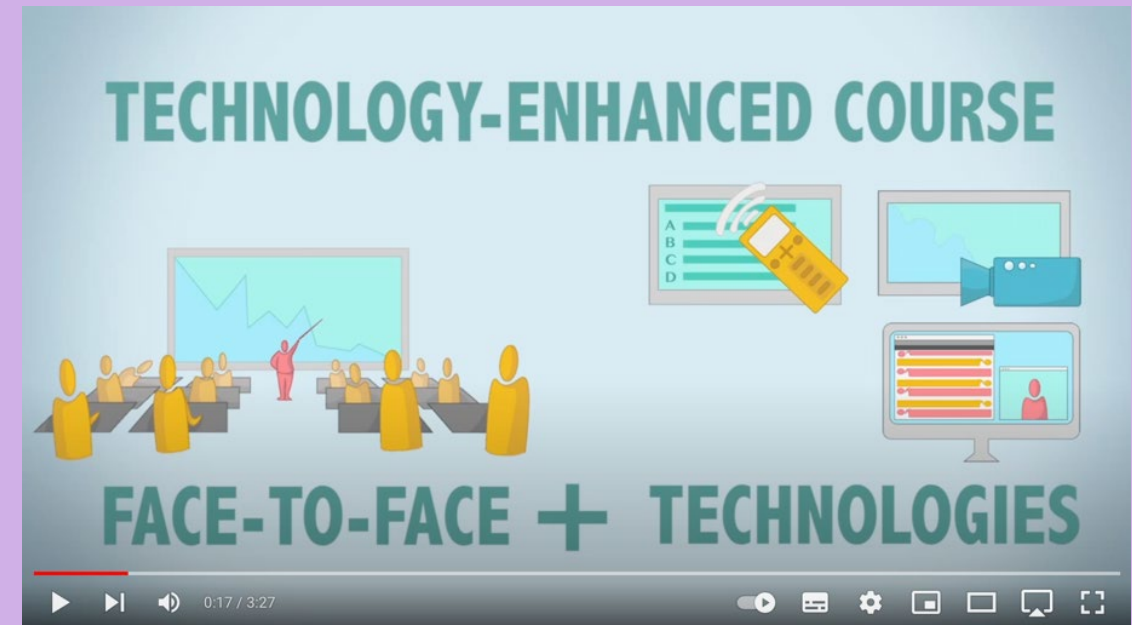 TECHNOLOGY-ENHANCED COURSE
A
B
C
D
FACE-TO-FACE + TECHNOLOGIES
0:17 / 3:27